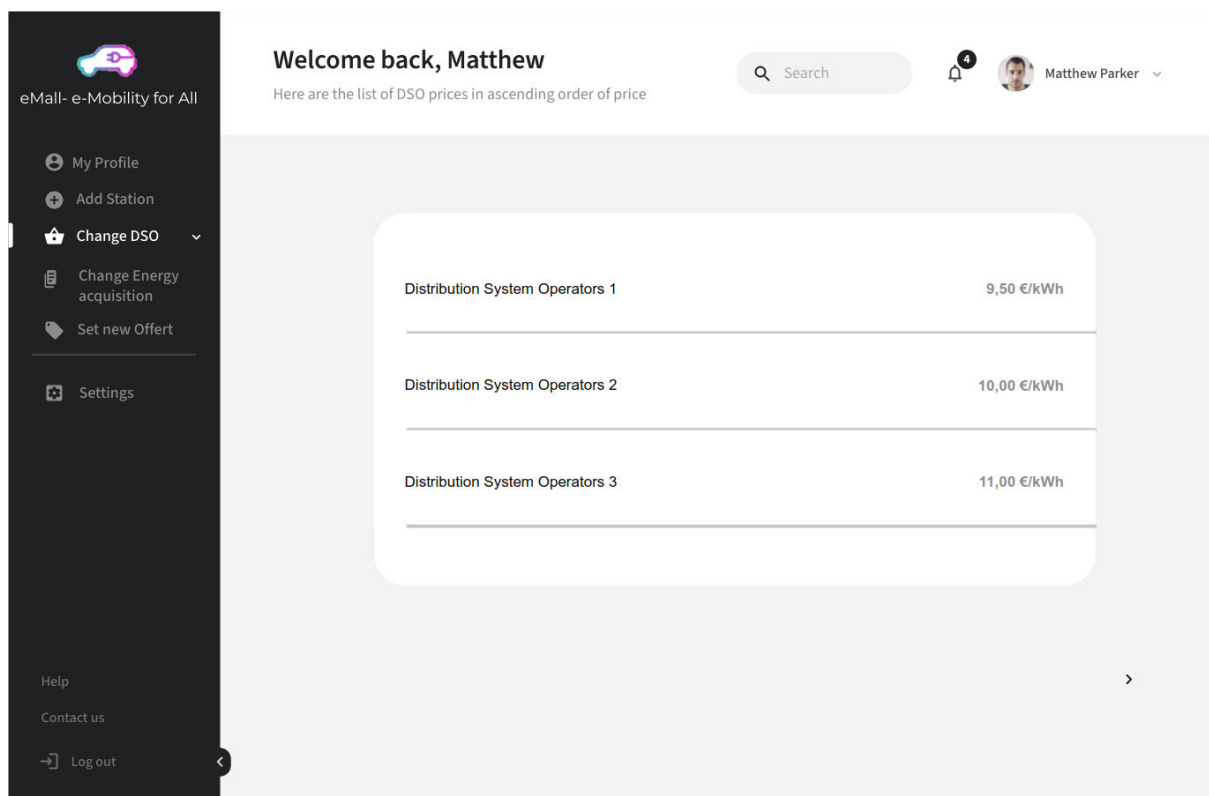 eMall- e-Mobility for All
My Profile
Add Station
Change DSO
Change Energy
acquisition
Set new Offert
Settings
Help
Contact us
Log out
Welcome back, Matthew
Here are the list of DSO prices in ascending order of price
Search
4
Matthew Parker
Distribution System Operators 1 9,50 €/kWh
Distribution System Operators 2 10,00 €/kWh
Distribution System Operators 3 11,00 €/kWh